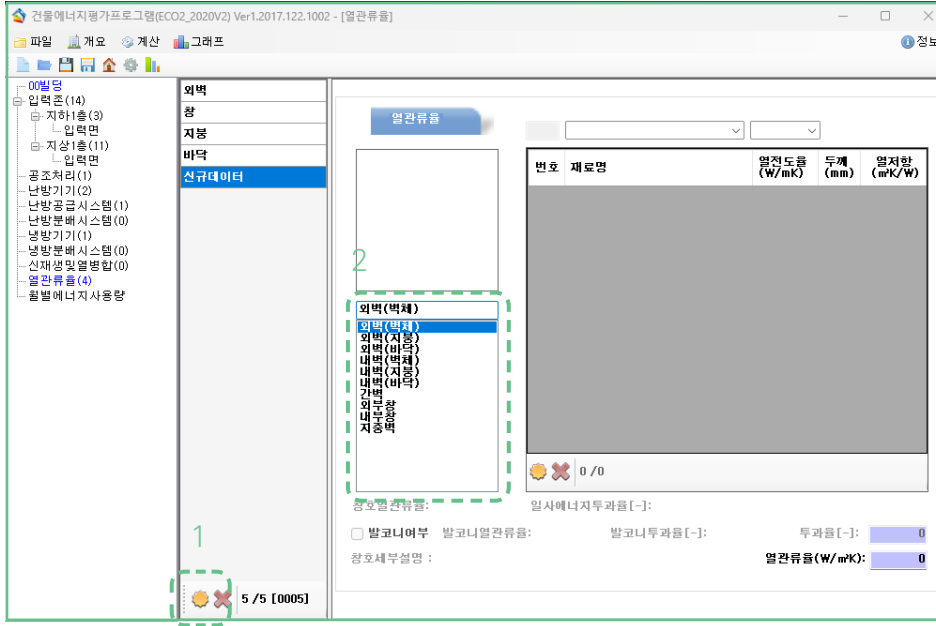 건물에너지평가프로그램(ECO2_2020V2) Ver1.2017.122.1002 - [열관류율]
파일 개요 계산 그래프 정보
00빌딩
입력존(14)
지하1층(3)
입력면
지상1층(11)
입력면
공조처리(1)
난방기기(2)
난방공급시스템(1)
난방분배시스템(0)
냉방기기(1)
냉방분배시스템(0)
신재생및열병합(0)
열관류율(4)
월별에너지사용량
외벽
창
지붕
바닥
신규데이터
1
5 /5 [0005]
열관류율
2
외벽(벽체)
외벽(벽체)
외벽(지붕)
외벽(바닥)
내벽(벽체)
내벽(지붕)
내벽(바닥)
간벽
외부창
내부창
지중벽
번호 재료명 열전도율 (W/mK) 두께 (mm) 열저항 (㎡K/W)
0 /0
창호열관류율: 일사에너지투과율[-]:
발코니여부 발코니열관류율: 발코니투과율[-]: 투과율[-]: 0
창호세부설명 : 열관류율(W/㎡K): 0